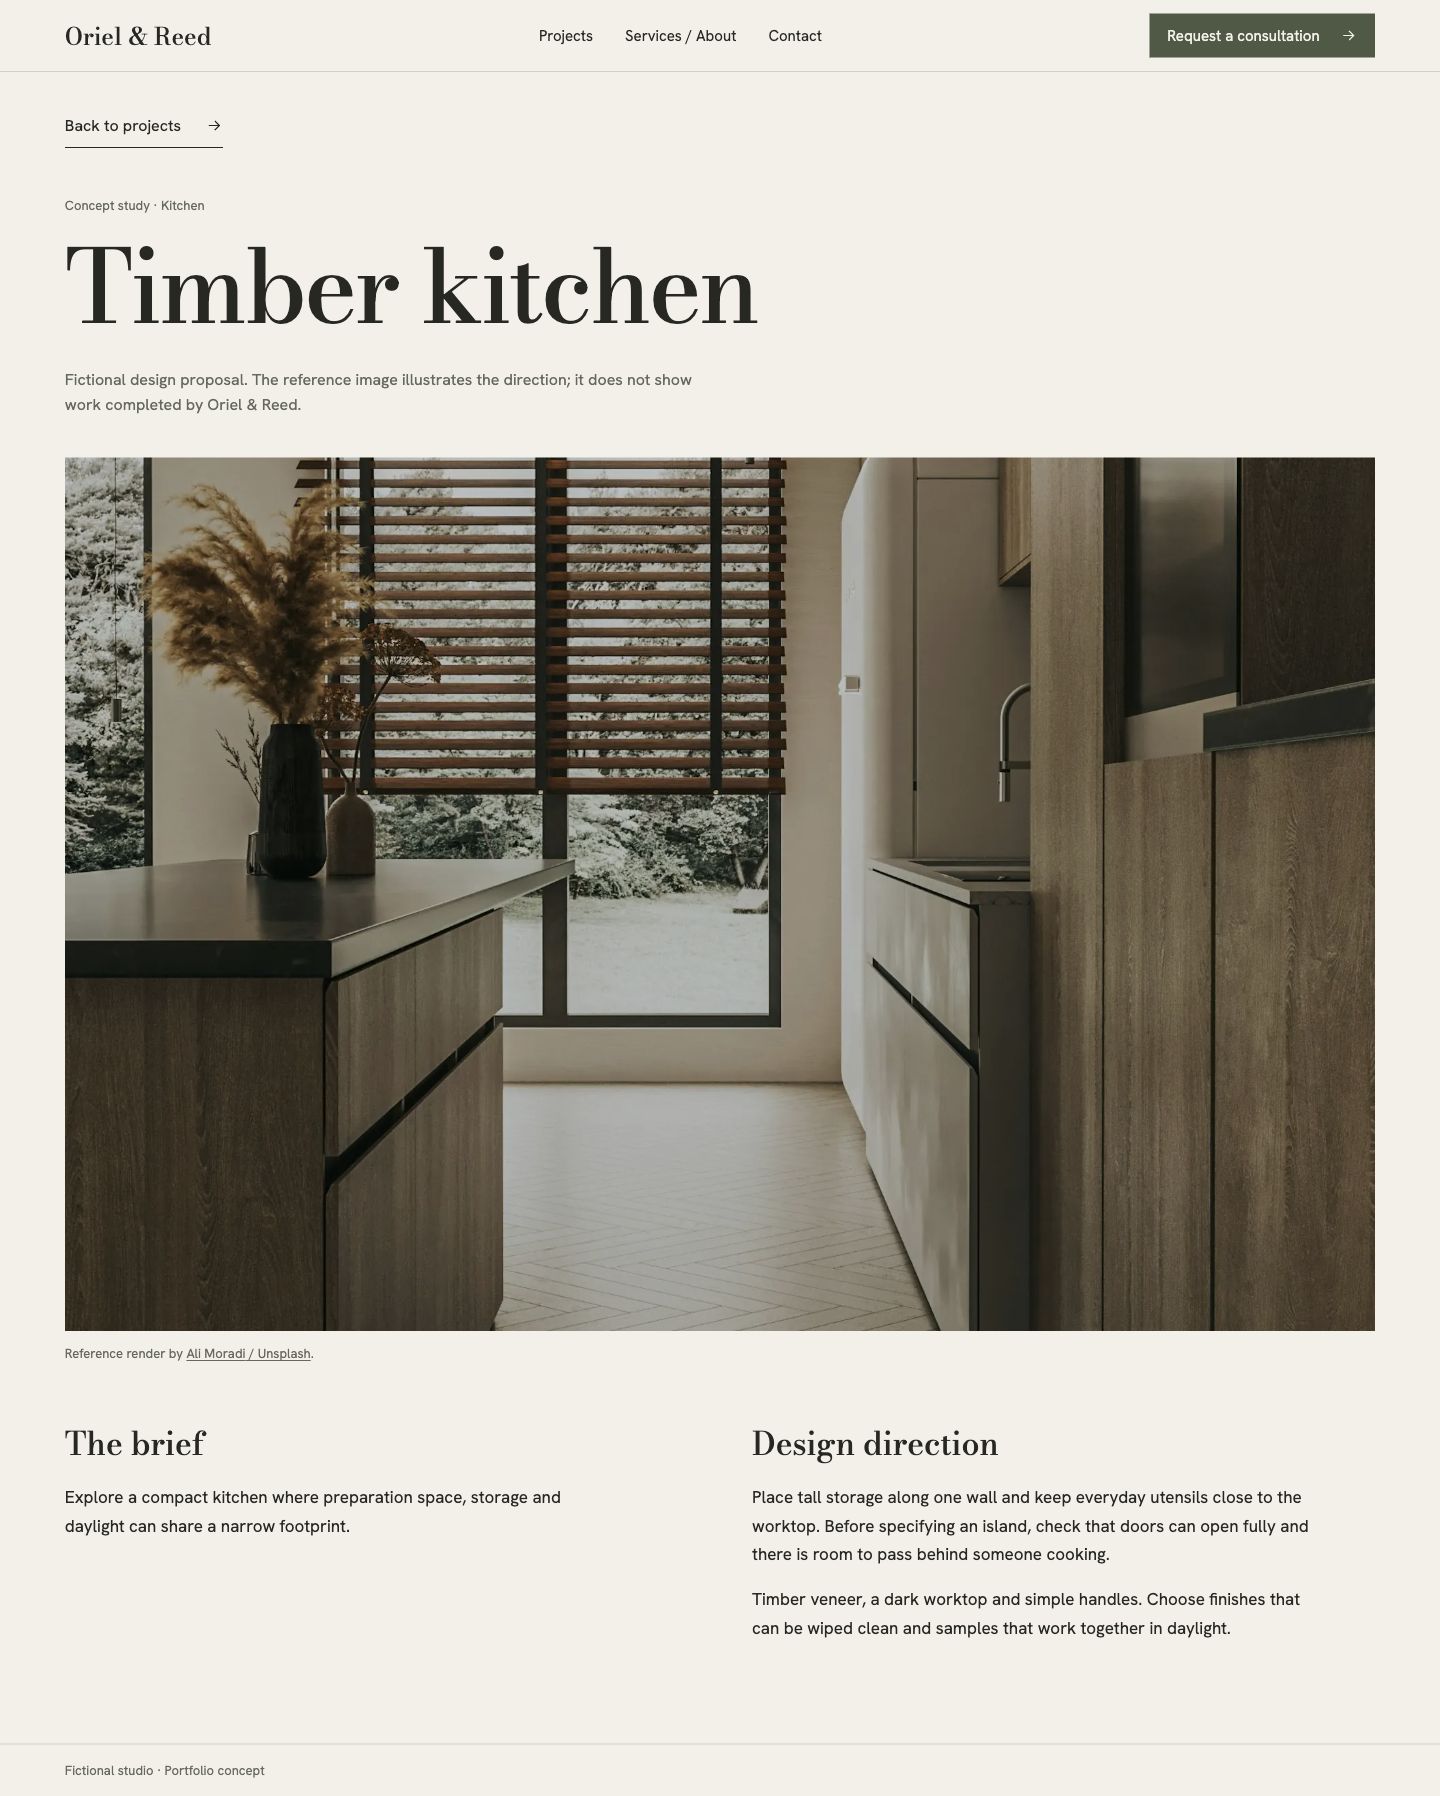 Oriel & Reed
Projects
Services / About
Contact
Request a consultation →
Back to projects →
Concept study · Kitchen
Timber kitchen
Fictional design proposal. The reference image illustrates the direction; it does not show
work completed by Oriel & Reed.
Reference render by Ali Moradi / Unsplash.
The brief
Explore a compact kitchen where preparation space, storage and
daylight can share a narrow footprint.
Design direction
Place tall storage along one wall and keep everyday utensils close to the
worktop. Before specifying an island, check that doors can open fully and
there is room to pass behind someone cooking.
Timber veneer, a dark worktop and simple handles. Choose finishes that
can be wiped clean and samples that work together in daylight.
Fictional studio · Portfolio concept